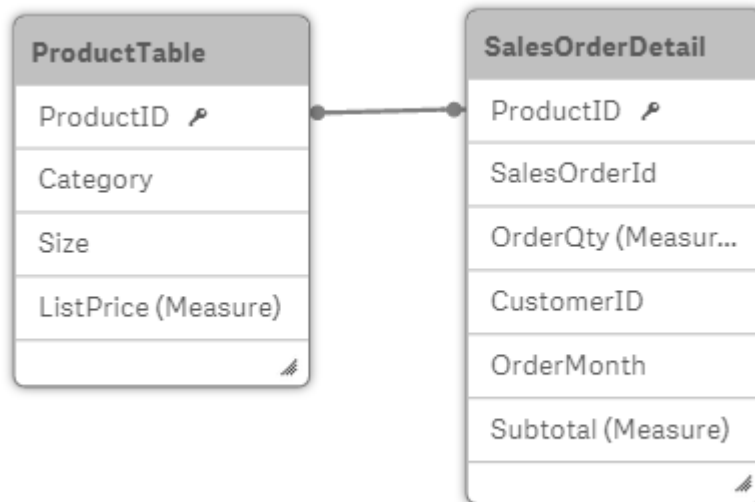 ProductTable
ProductID
Category
Size
ListPrice (Measure)
SalesOrderDetail
ProductID
SalesOrderId
OrderQty (Measur...
CustomerID
OrderMonth
Subtotal (Measure)